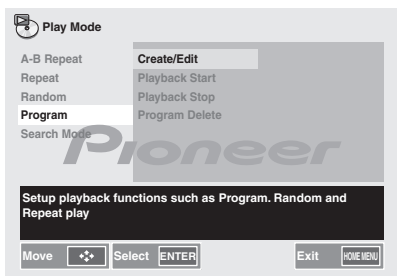 Play Mode
A-B Repeat
Repeat
Random
Program
Search Mode
Create/Edit
Playback Start
Playback Stop
Program Delete
Pioneer
Setup playback functions such as Program. Random and
Repeat play
Move Select ENTER Exit HOME MENU